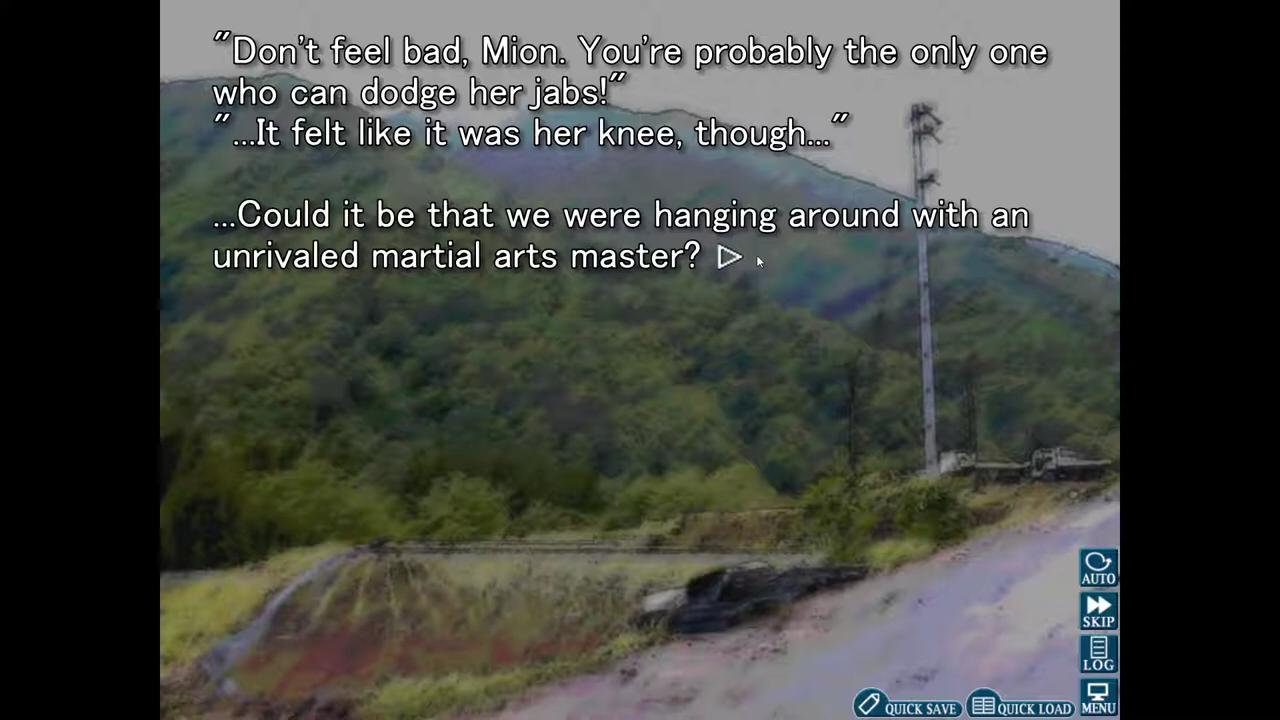 "Don't feel bad, Mion. You're probably the only one
who can dodge her jabs!"
"...It felt like it was her knee, though..."
...Could it be that we were hanging around with an
unrivaled martial arts master?
AUTO
SKIP
LOG
MENU
QUICK SAVE
QUICK LOAD